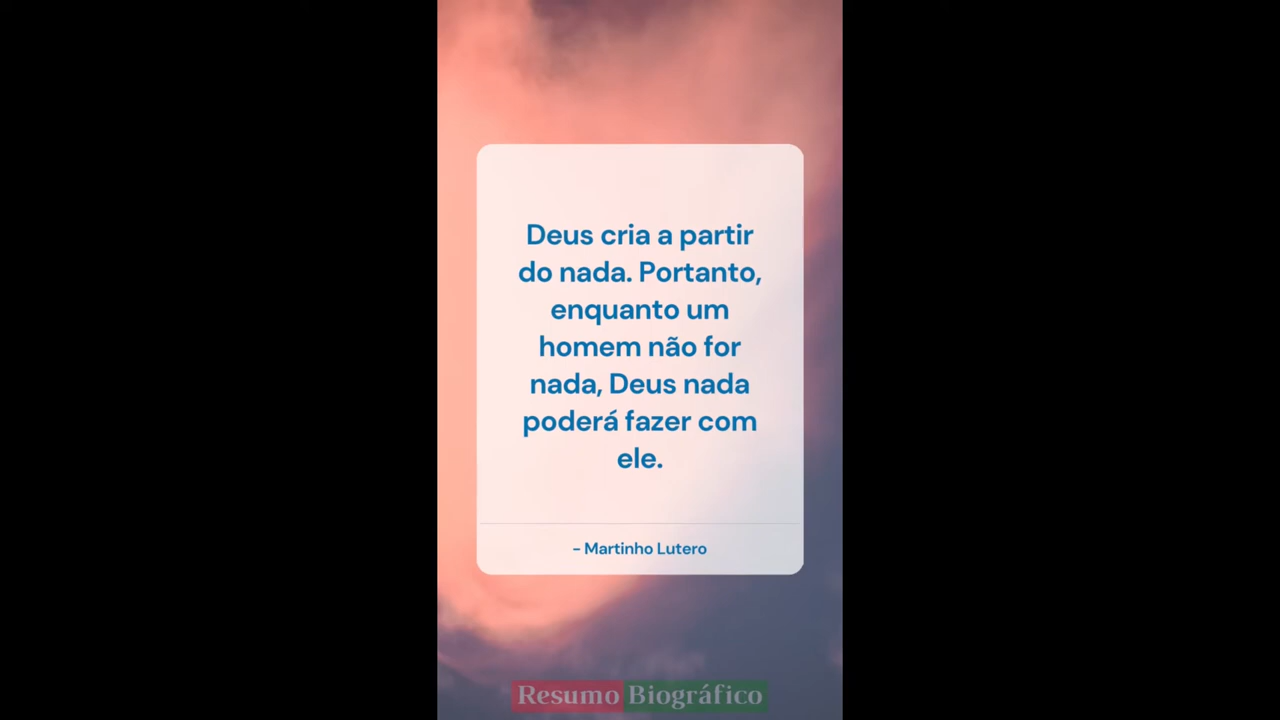 Deus cria a partir
do nada. Portanto,
enquanto um
homem não for
nada, Deus nada
poderá fazer com
ele.
- Martinho Lutero
Resumo Biográfico